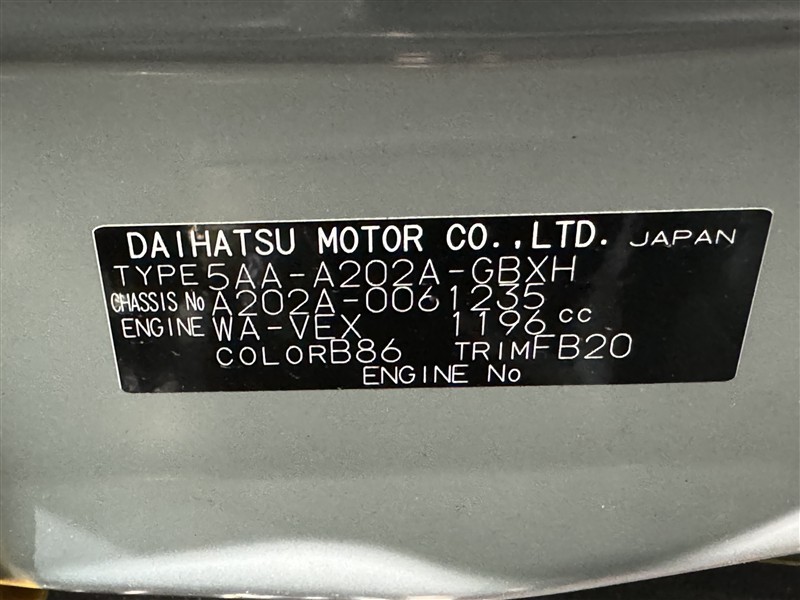 DAIHATSU MOTOR CO.,LTD. JAPAN
TYPE 5AA-A202A-GBXH
CHASSIS No A202A-0061235
ENGINE WA-VEX 1196 cc
COLOR B86 TRIM FB20
ENGINE No